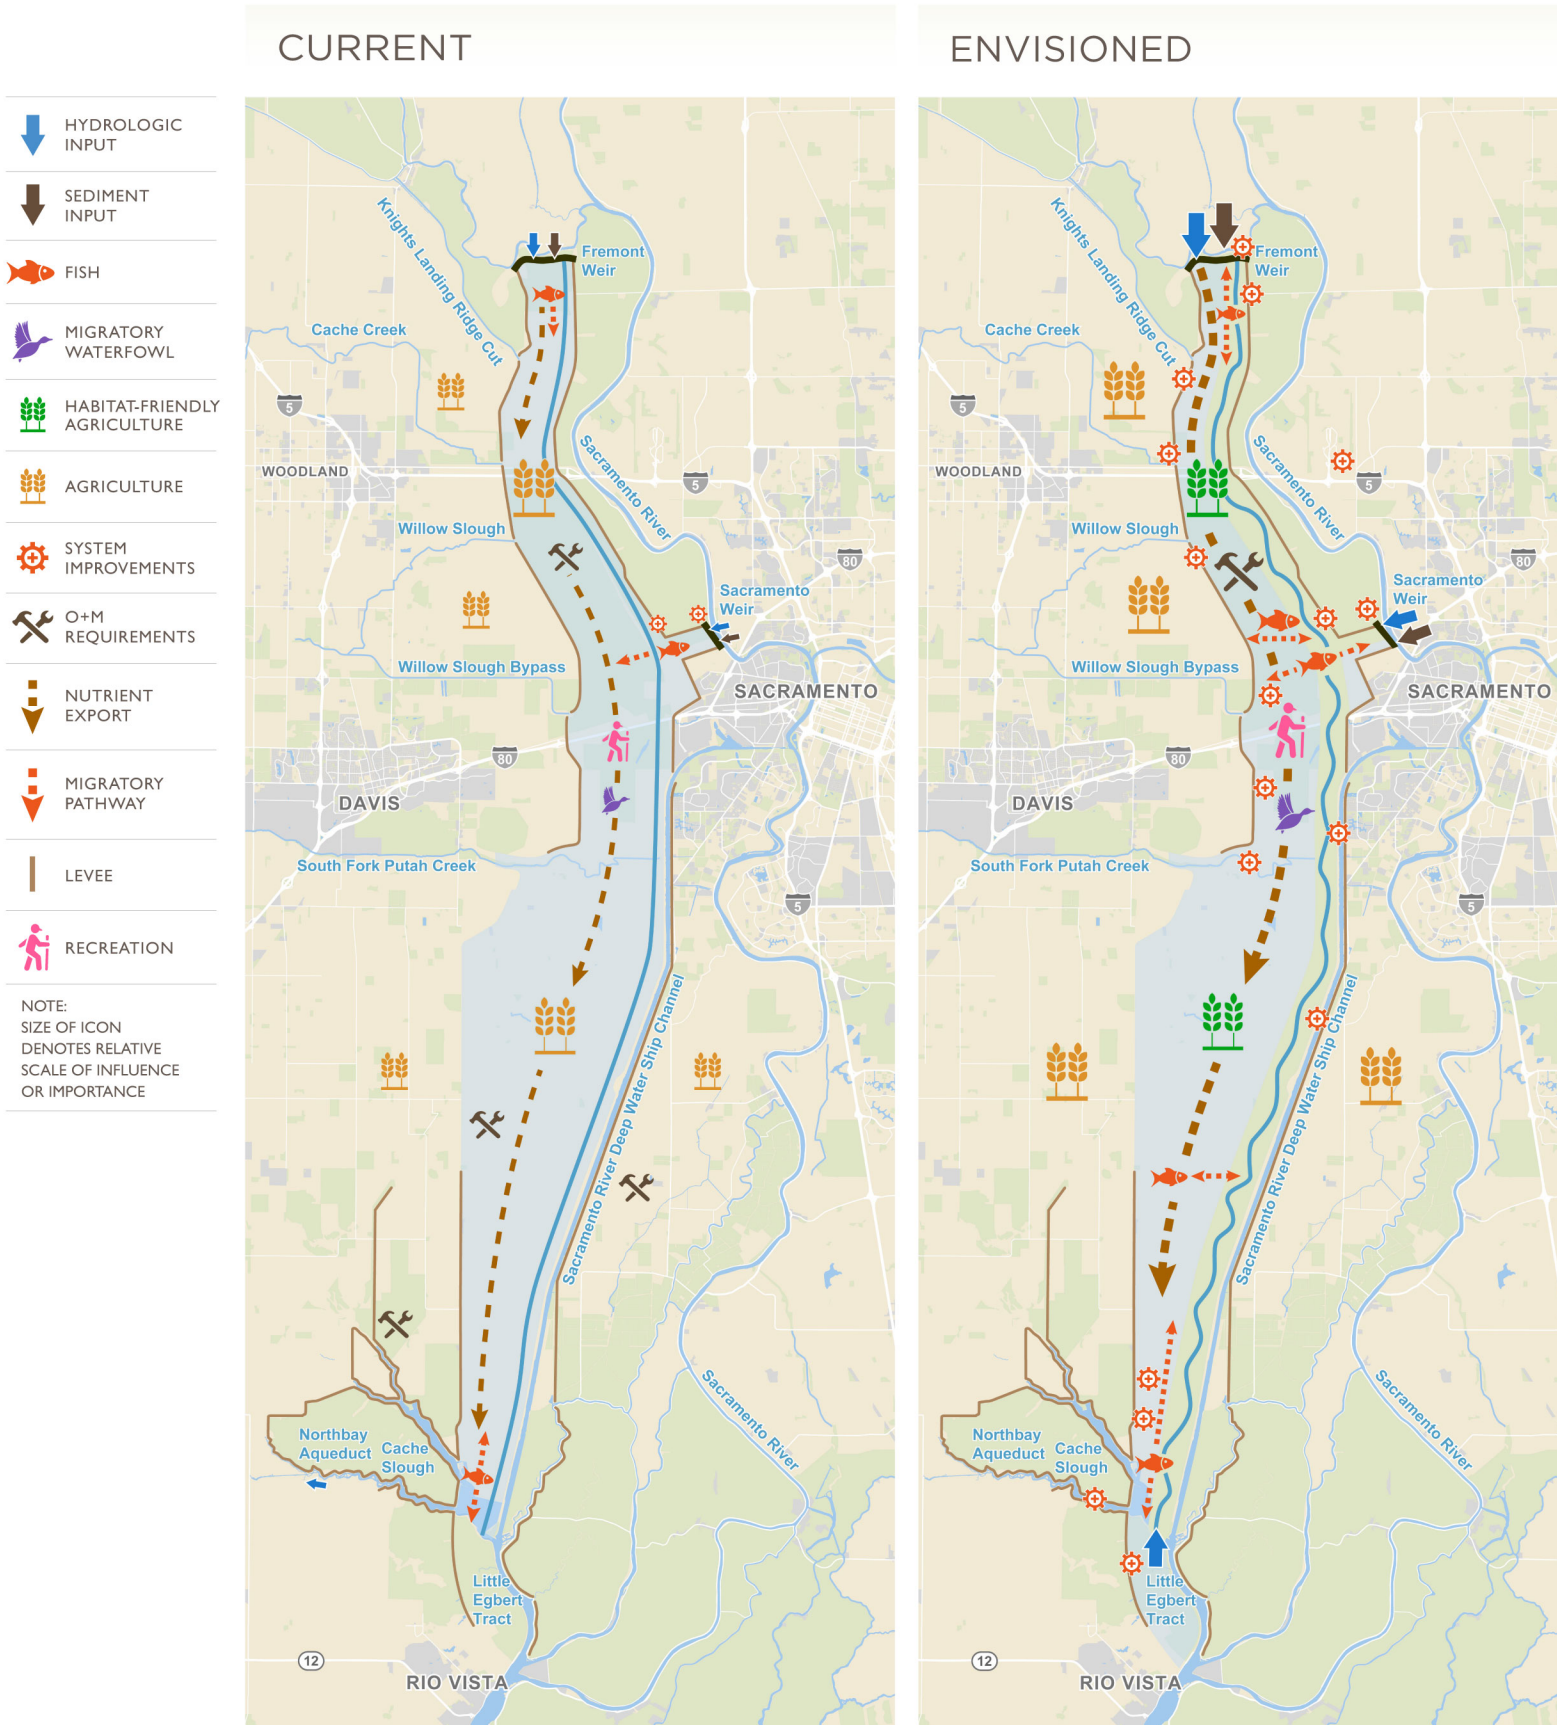 CURRENT
ENVISIONED
HYDROLOGIC
INPUT
SEDIMENT
INPUT
FISH
MIGRATORY
WATERFOWL
HABITAT-FRIENDLY
AGRICULTURE
AGRICULTURE
SYSTEM
IMPROVEMENTS
O+M
REQUIREMENTS
NUTRIENT
EXPORT
MIGRATORY
PATHWAY
LEVEE
RECREATION
NOTE:
SIZE OF ICON
DENOTES RELATIVE
SCALE OF INFLUENCE
OR IMPORTANCE
Knights Landing Ridge Cut
Fremont
Weir
Cache Creek
5
WOODLAND
Sacramento River
5
Willow Slough
80
Sacramento
Weir
Willow Slough Bypass
SACRAMENTO
80
DAVIS
South Fork Putah Creek
5
Sacramento River Deep Water Ship Channel
Sacramento River
Northbay
Aqueduct
Cache
Slough
Little
Egbert
Tract
12
RIO VISTA
Knights Landing Ridge Cut
Fremont
Weir
Cache Creek
5
WOODLAND
Sacramento River
5
Willow Slough
80
Sacramento
Weir
Willow Slough Bypass
SACRAMENTO
80
DAVIS
South Fork Putah Creek
5
Sacramento River Deep Water Ship Channel
Sacramento River
Northbay
Aqueduct
Cache
Slough
Little
Egbert
Tract
12
RIO VISTA